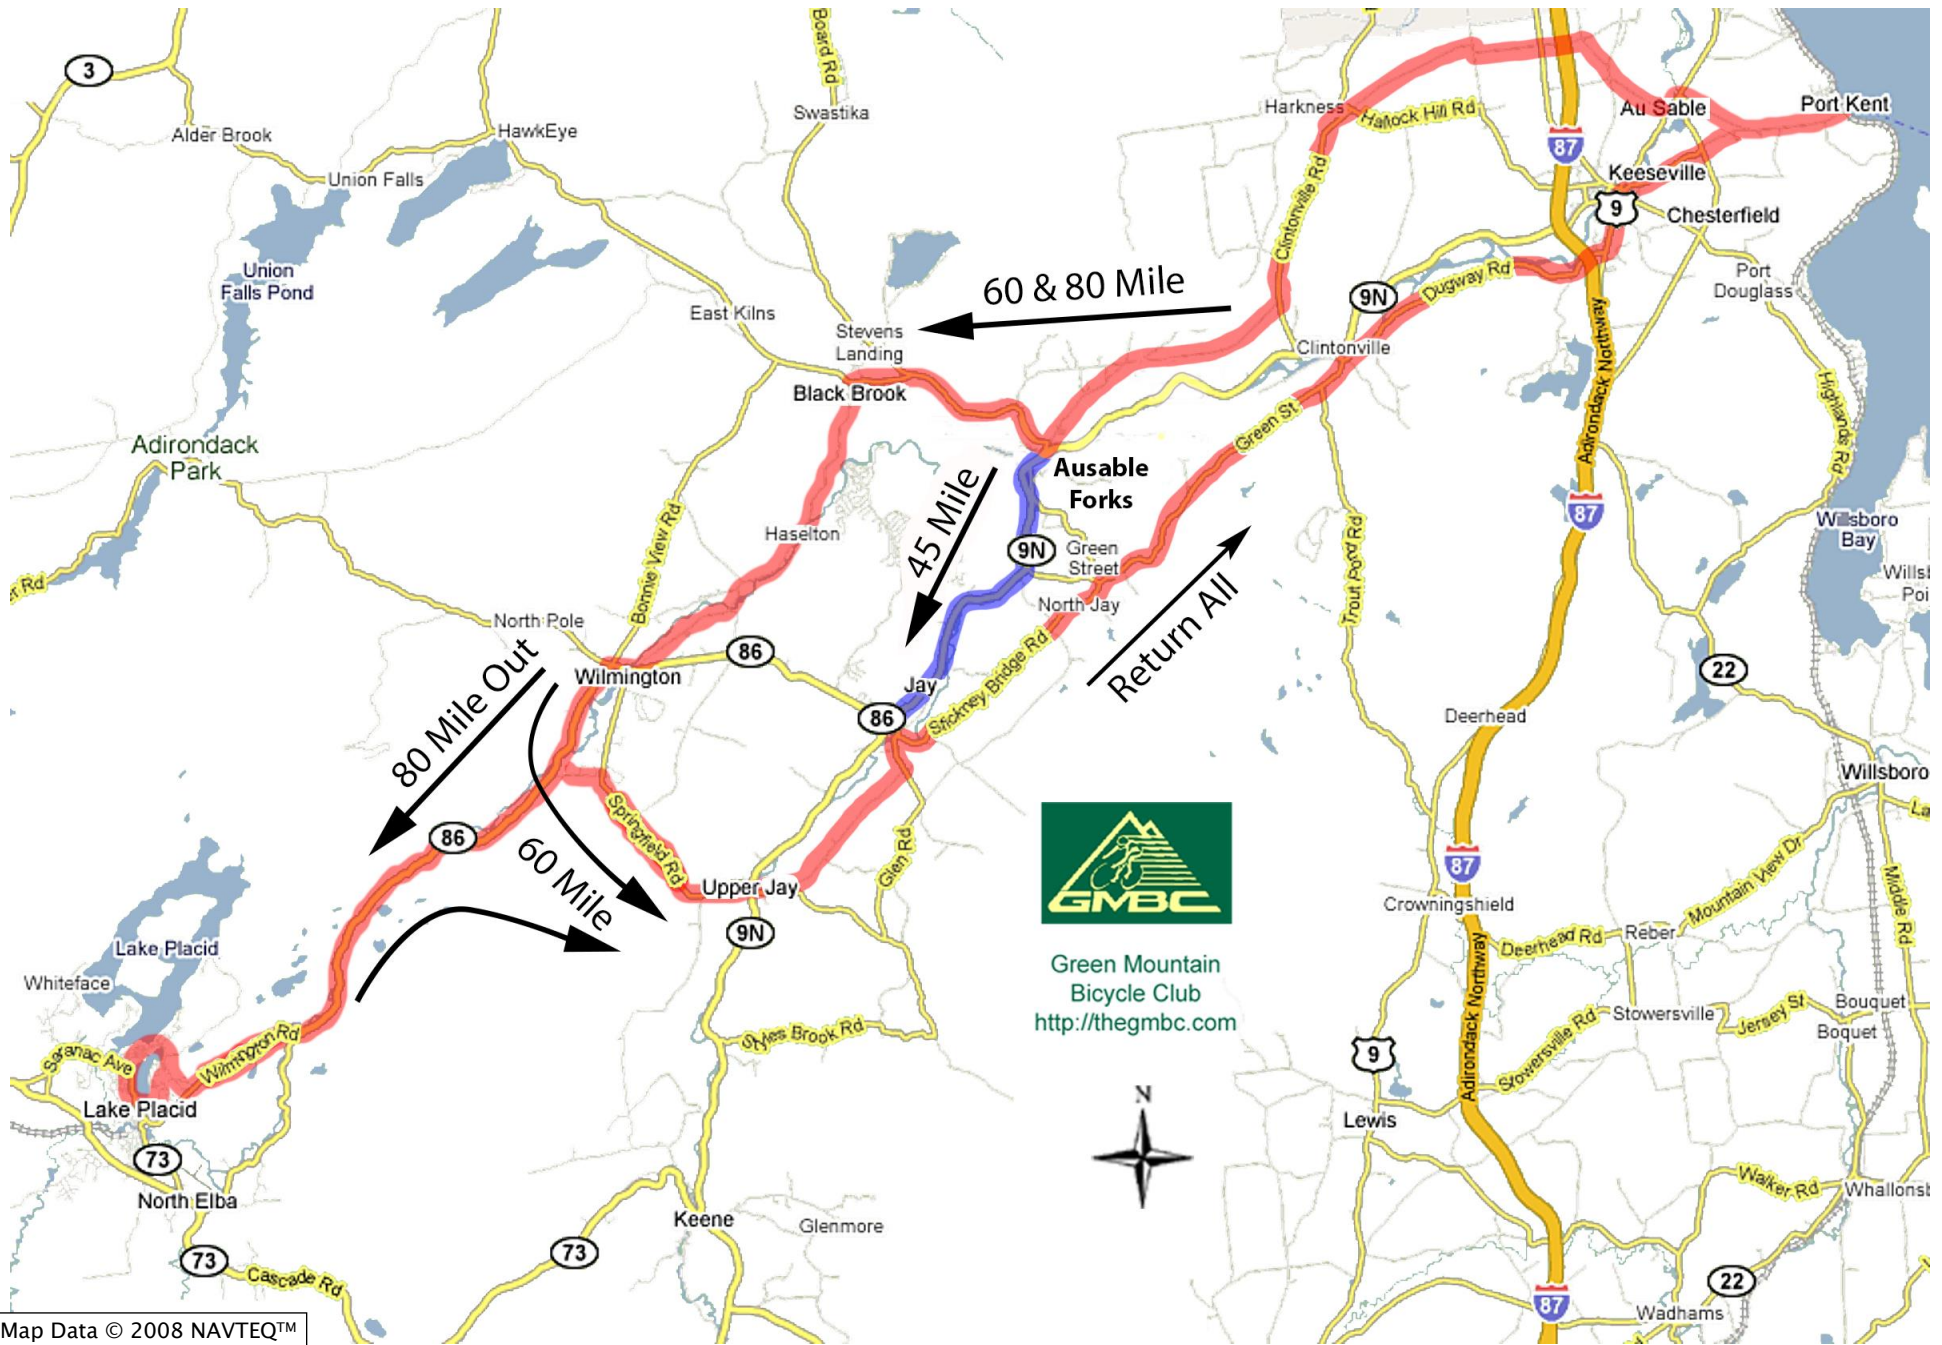 3
Board Rd
Alder Brook
HawkEye
Swastika
Harkness
Hallock Hill Rd
Au Sable
Port Kent
87
Union Falls
Keeseville
9
Chesterfield
Clintonville Rd
Union
Falls Pond
60 & 80 Mile
9N
Dugway Rd
Port
Douglass
East Kilns
Stevens
Landing
Clintonville
Adirondack Northway
Black Brook
Highlands Rd
Green St
Adirondack
Park
45 Mile
Ausable
Forks
87
Willsboro
Bay
Haselton
Bonnie View Rd
9N
Green
Street
Trout Pond Rd
Rd
North Jay
North Pole
Return All
86
80 Mile Out
Wilmington
Jay
Stickney Bridge Rd
22
86
Deerhead
Willsboro
86
60 Mile
Springfield Rd
Upper Jay
Glen Rd
GMBC
87
Mountain View Dr
Middle Rd
Crowningshield
9N
Deerhead Rd
Reber
Lake Placid
Whiteface
Green Mountain
Bicycle Club
http://thegmbc.com
Adirondack Northway
Stowersville
Jersey St
Bouquet
Boquet
Styles Brook Rd
Stowersville Rd
Saranac Ave
Wilmington Rd
9
Lake Placid
N
Lewis
73
North Elba
Walker Rd
Keene
Glenmore
73
73
Cascade Rd
22
87
Wadhams
Map Data © 2008 NAVTEQ™